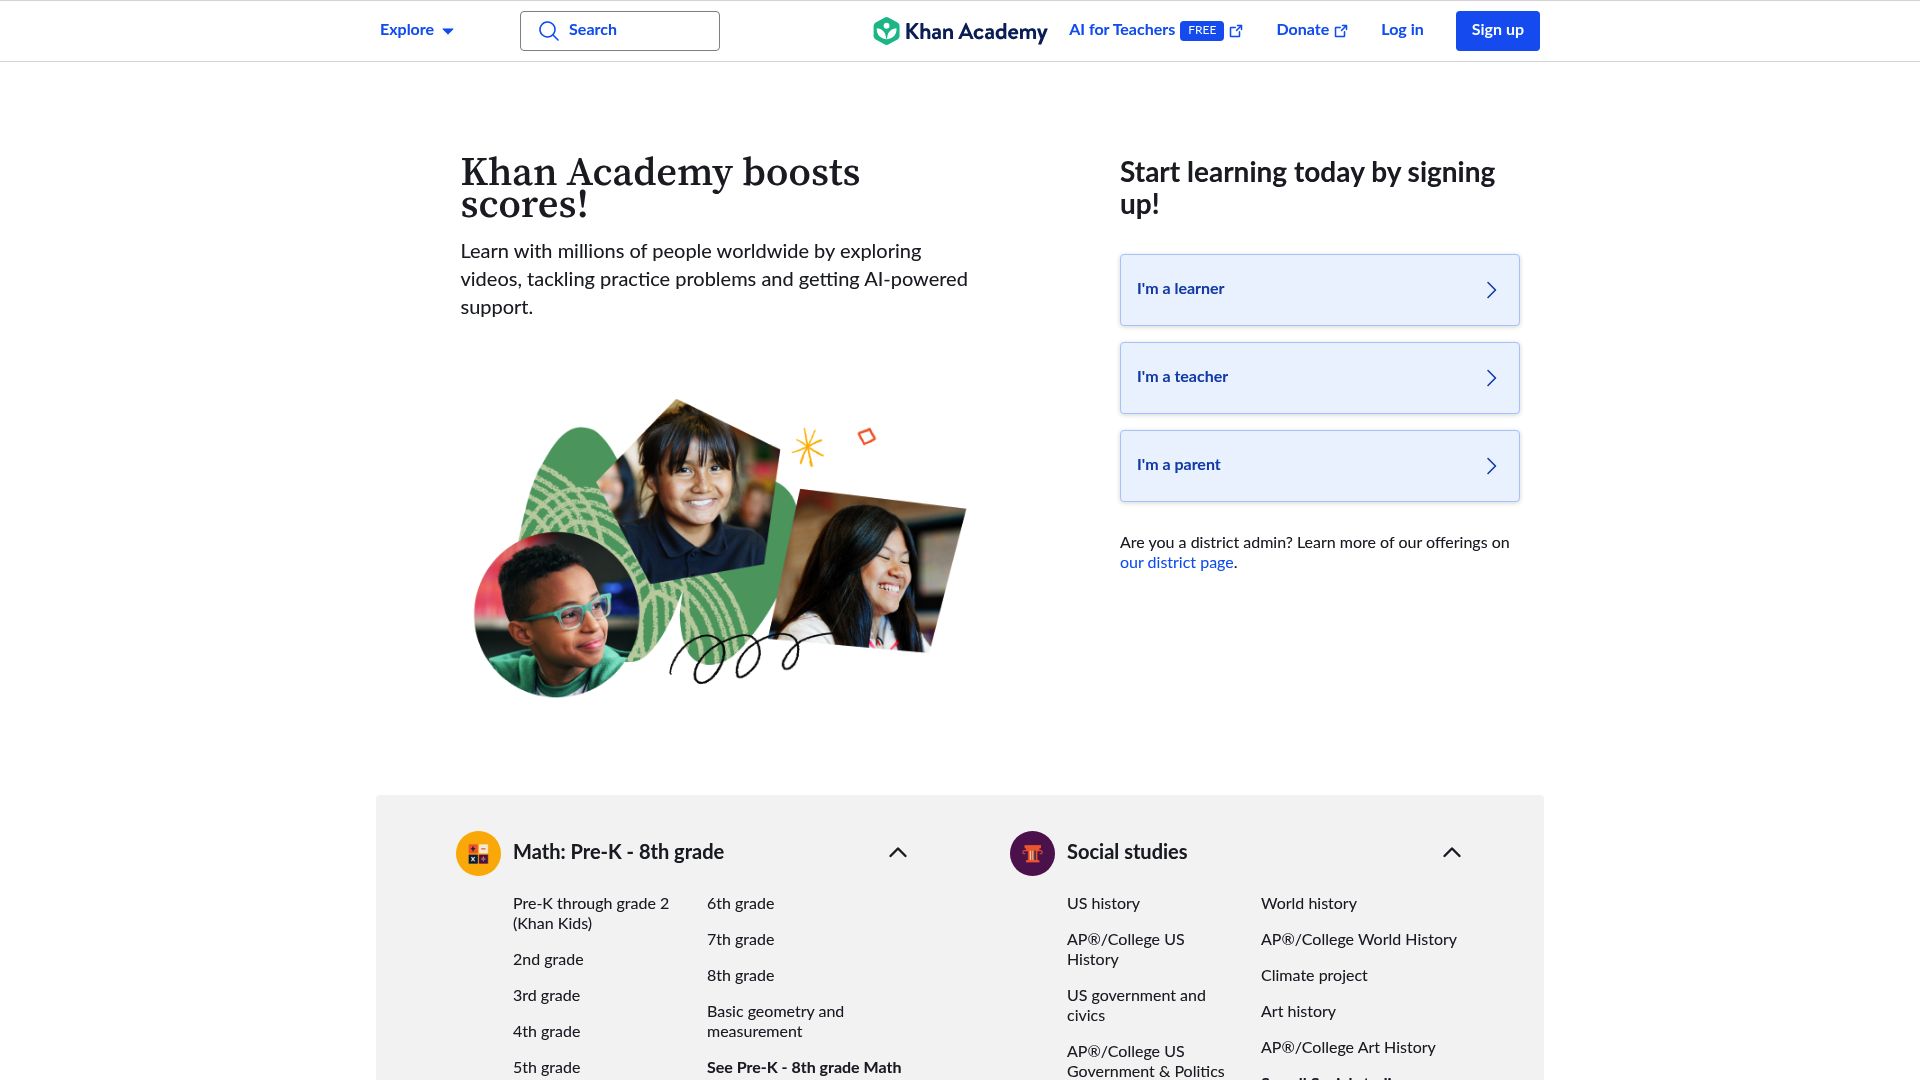 Explore
Search
Khan Academy
AI for Teachers FREE
Donate
Log in
Sign up
Khan Academy boosts
scores!
Learn with millions of people worldwide by exploring
videos, tackling practice problems and getting AI-powered
support.
Start learning today by signing
up!
I'm a learner
I'm a teacher
I'm a parent
Are you a district admin? Learn more of our offerings on
our district page.
Math: Pre-K - 8th grade
Pre-K through grade 2
(Khan Kids)
2nd grade
3rd grade
4th grade
5th grade
6th grade
7th grade
8th grade
Basic geometry and
measurement
See Pre-K - 8th grade Math
Social studies
US history
AP®/College US
History
US government and
civics
AP®/College US
Government & Politics
World history
AP®/College World History
Climate project
Art history
AP®/College Art History